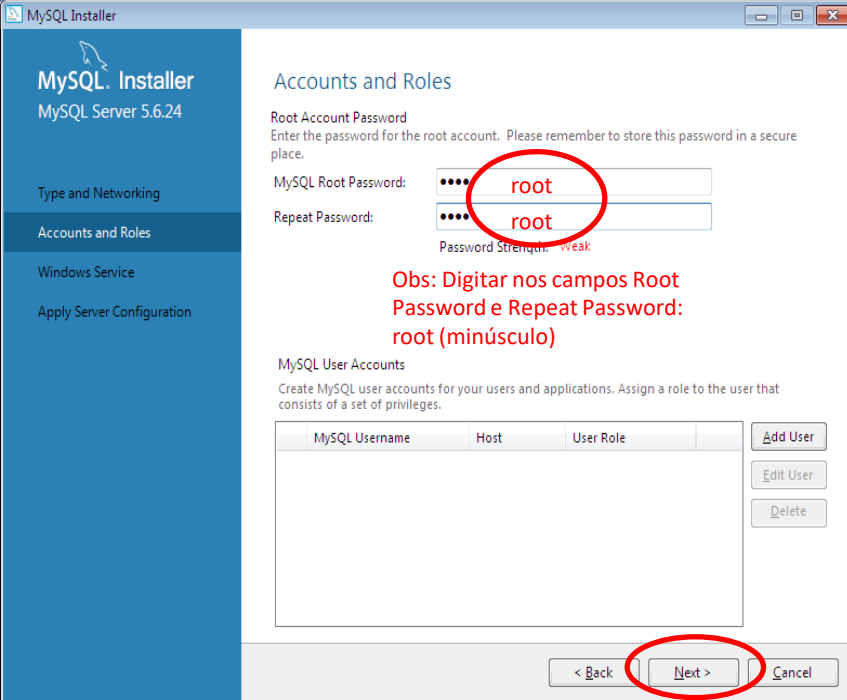 MySQL Installer
MySQL. Installer
MySQL Server 5.6.24
Type and Networking
Accounts and Roles
Windows Service
Apply Server Configuration
Accounts and Roles
Root Account Password
Enter the password for the root account. Please remember to store this password in a secure
place.
MySQL Root Password: •••• root
Repeat Password: •••• root
Password Strength: Weak
Obs: Digitar nos campos Root
Password e Repeat Password:
root (minúsculo)
MySQL User Accounts
Create MySQL user accounts for your users and applications. Assign a role to the user that
consists of a set of privileges.
MySQL Username Host User Role
Add User
Edit User
Delete
< Back Next > Cancel